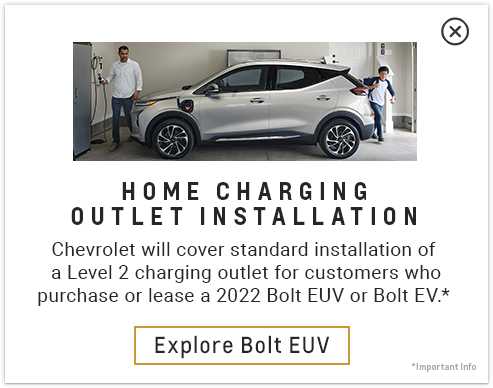 HOME CHARGING
OUTLET INSTALLATION
Chevrolet will cover standard installation of
a Level 2 charging outlet for customers who
purchase or lease a 2022 Bolt EUV or Bolt EV.*
Explore Bolt EUV
*Important Info